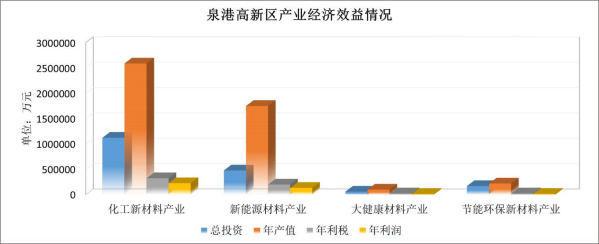 泉港高新区产业经济效益情况
单位：万元
3000000
2500000
2000000
1500000
1000000
500000
0
化工新材料产业 新能源材料产业 大健康材料产业 节能环保新材料产业
总投资 年产值 年利税 年利润